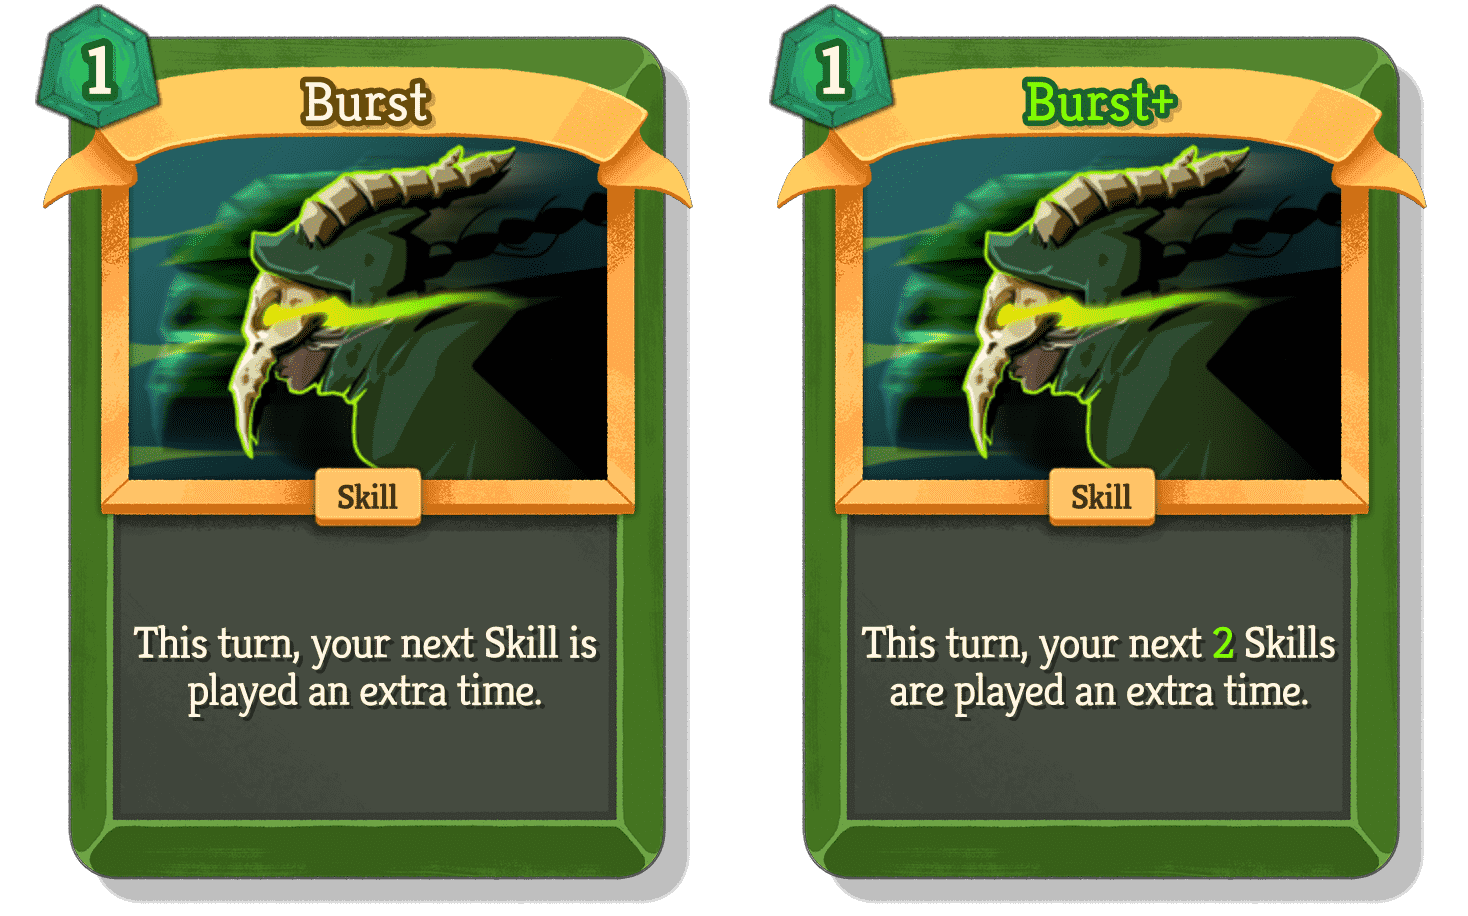 1
Burst
Skill
This turn, your next Skill is
played an extra time.
1
Burst+
Skill
This turn, your next 2 Skills
are played an extra time.